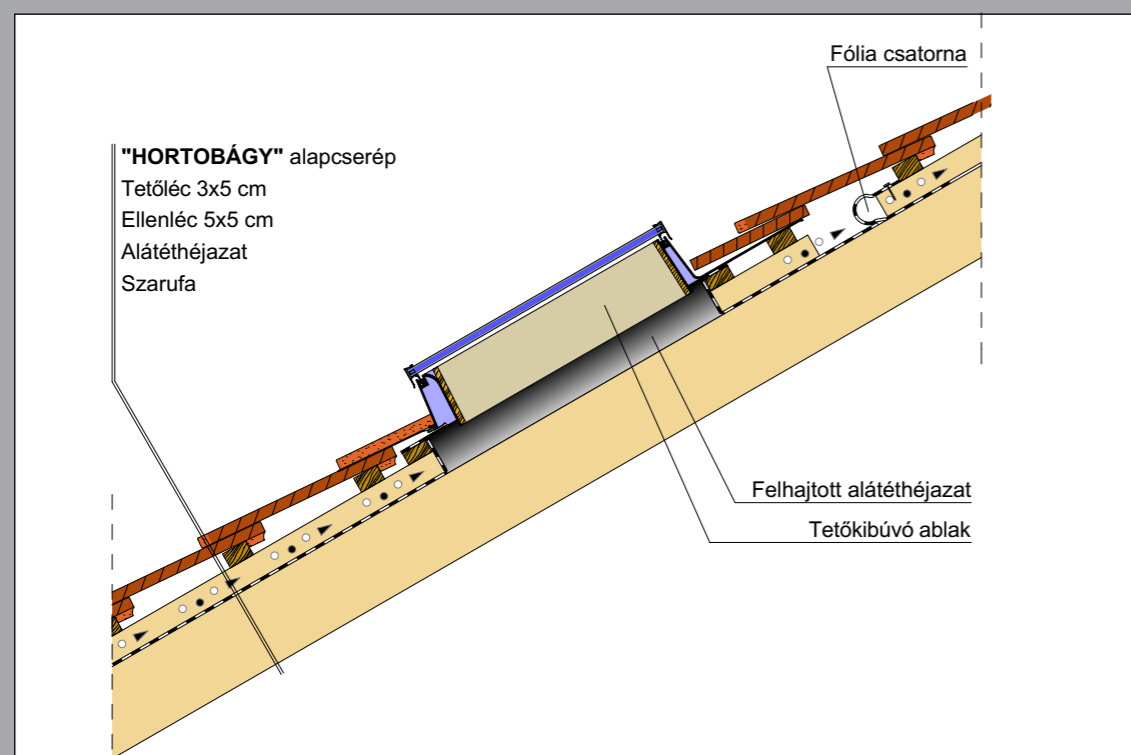 Fólia csatorna
"HORTOBÁGY" alapcserép
Tetőléc 3x5 cm
Ellenléc 5x5 cm
Alátéthéjazat
Szarufa
Felhajtott alátéthéjazat
Tetőkibúvó ablak